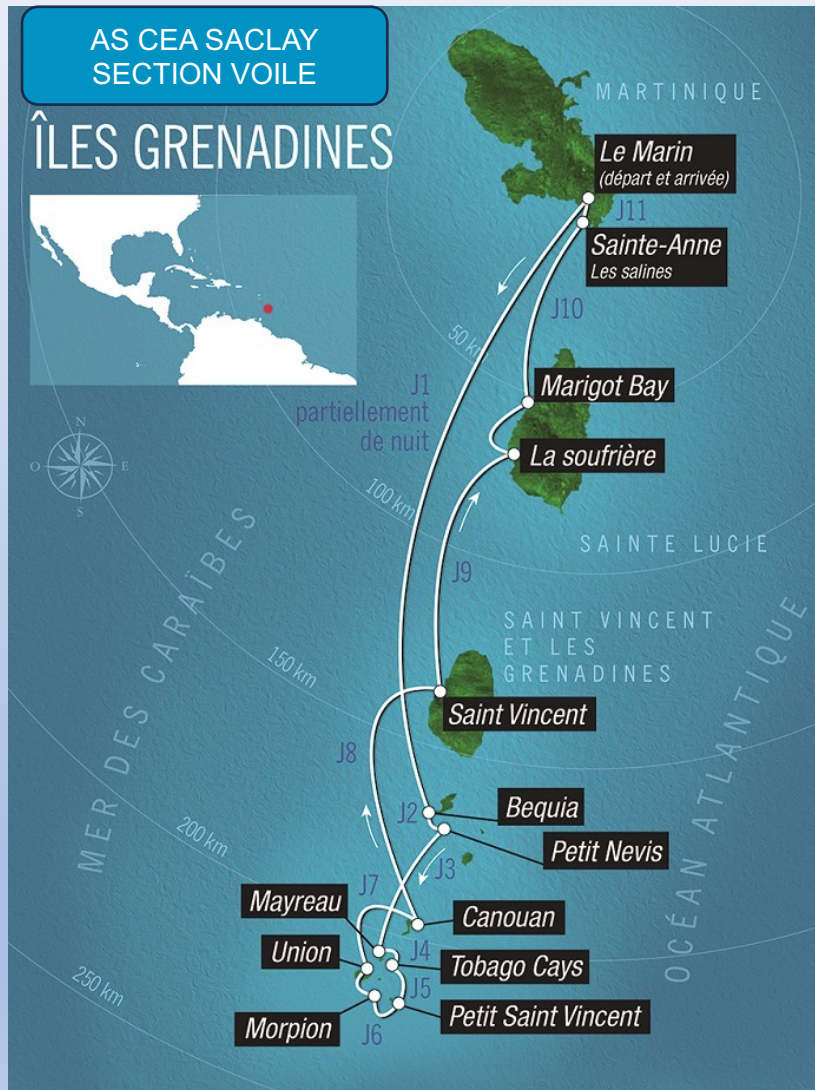 AS CEA SACLAY
SECTION VOILE
ÎLES GRENADINES
MARTINIQUE
Le Marin
(départ et arrivée)
J11
Sainte-Anne
Les salines
J10
50 km
J1
partiellement
de nuit
Marigot Bay
La soufrière
N
O
E
S
100 km
SAINTE LUCIE
J9
MER DES CARAÏBES
SAINT VINCENT
ET LES
GRENADINES
150 km
Saint Vincent
J8
OCÉAN ATLANTIQUE
J2
Bequia
200 km
Petit Nevis
J3
J7
Mayreau
Canouan
J4
Union
Tobago Cays
250 km
J5
Morpion
Petit Saint Vincent
J6